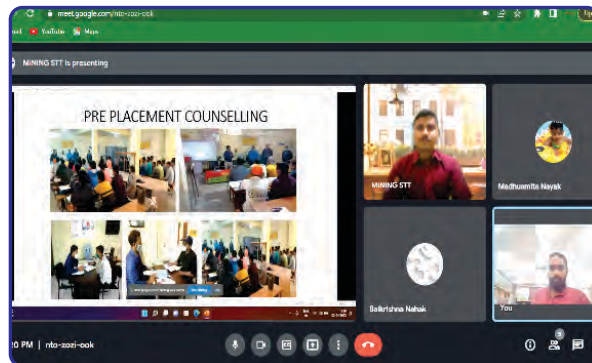 meet.google.com/nto-zozi-ook
YouTube
Maps
MINING STT is presenting
PRE PLACEMENT COUNSELLING
MINING STT
Madhusmita Nayak
Balkrishna Nahak
You
PM | nto-zozi-ook